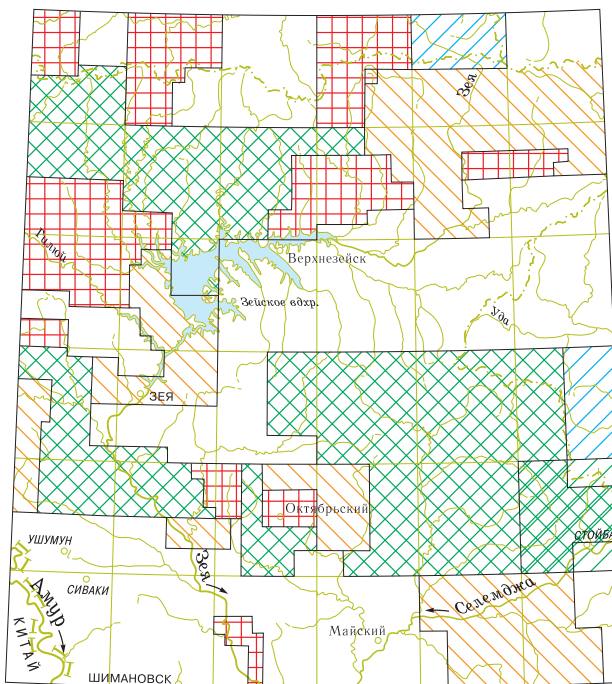 Зея
Гилюй
Верхнезейск
Зейское вдхр.
Уда
ЗЕЯ
Октябрьский
УШУМУН
СТОЙБА
Зея
СИВАКИ
Амур
Селемджа
КИТАЙ
Майский
ШИМАНОВСК